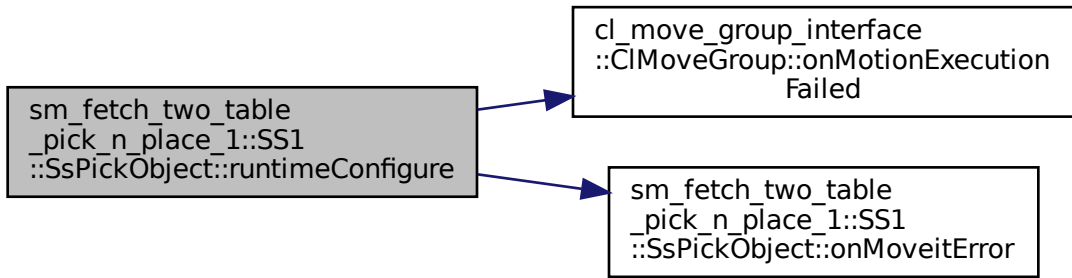 sm_fetch_two_table
_pick_n_place_1::SS1
::SsPickObject::runtimeConfigure
cl_move_group_interface
::ClMoveGroup::onMotionExecution
Failed
sm_fetch_two_table
_pick_n_place_1::SS1
::SsPickObject::onMoveitError